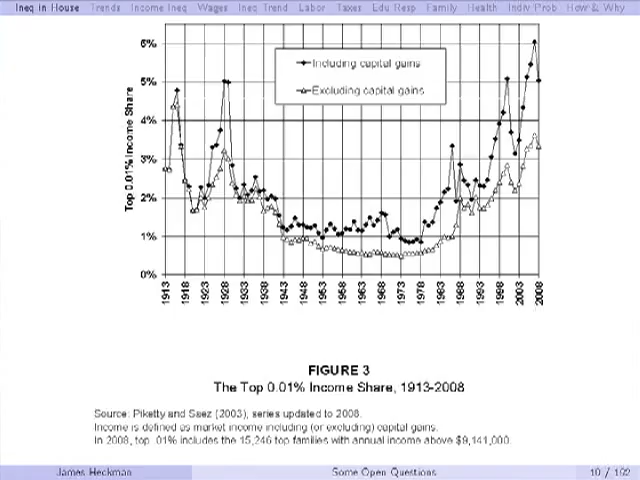 Ineq in House Trends Income Ineq Wages Ineq Trend Labor Taxes Edu Resp Family Health Indiv Prob How & Why
Top 0.01% Income Share
6%
5%
4%
3%
2%
1%
0%
Including capital gains
Excluding capital gains
1913 1918 1923 1928 1933 1938 1943 1948 1953 1958 1963 1968 1973 1978 1983 1988 1993 1998 2003 2008
FIGURE 3
The Top 0.01% Income Share, 1913-2008
Source: Piketty and Saez (2003), series updated to 2008.
Income is defined as market income including (or excluding) capital gains.
In 2008, top .01% includes the 15,246 top families with annual income above $9,141,000.
James Heckman Some Open Questions 10 / 102